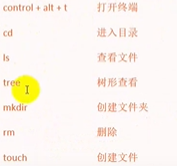 control + alt + t 打开终端
cd 进入目录
ls 查看文件
tree 树形查看
mkdir 创建文件夹
rm 删除
touch 创建文件